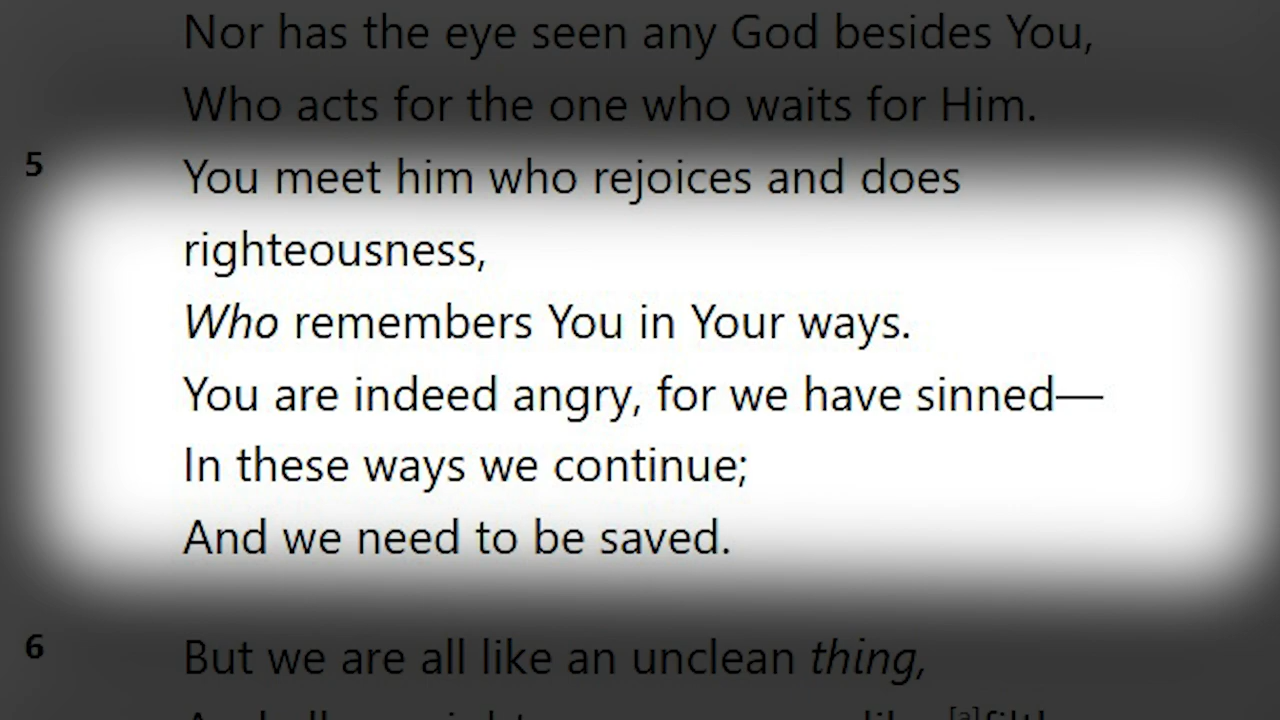 Nor has the eye seen any God besides You,
Who acts for the one who waits for Him.
5 You meet him who rejoices and does
righteousness,
Who remembers You in Your ways.
You are indeed angry, for we have sinned—
In these ways we continue;
And we need to be saved.
6 But we are all like an unclean thing,